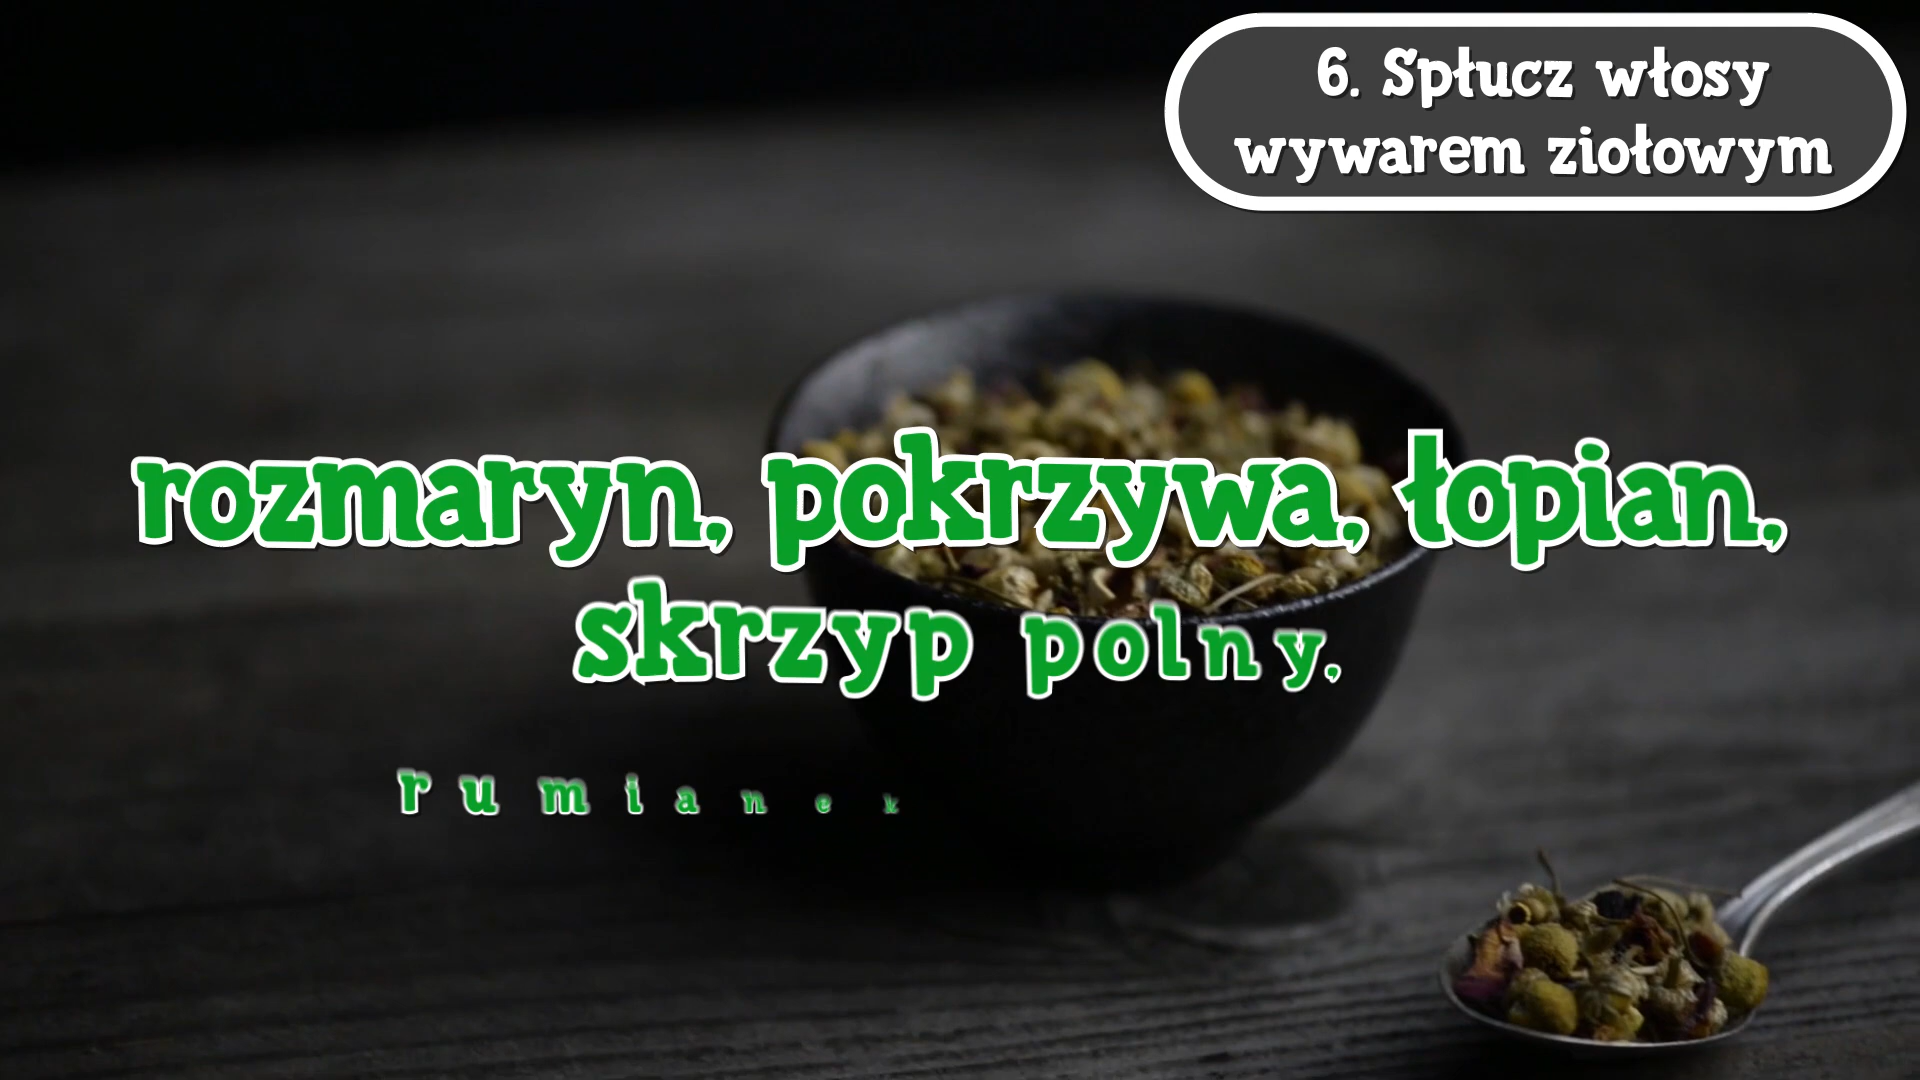 6. Spłucz włosy
wywarem ziołowym
rozmaryn, pokrzywa, łopian,
skrzyp polny,
rumianek